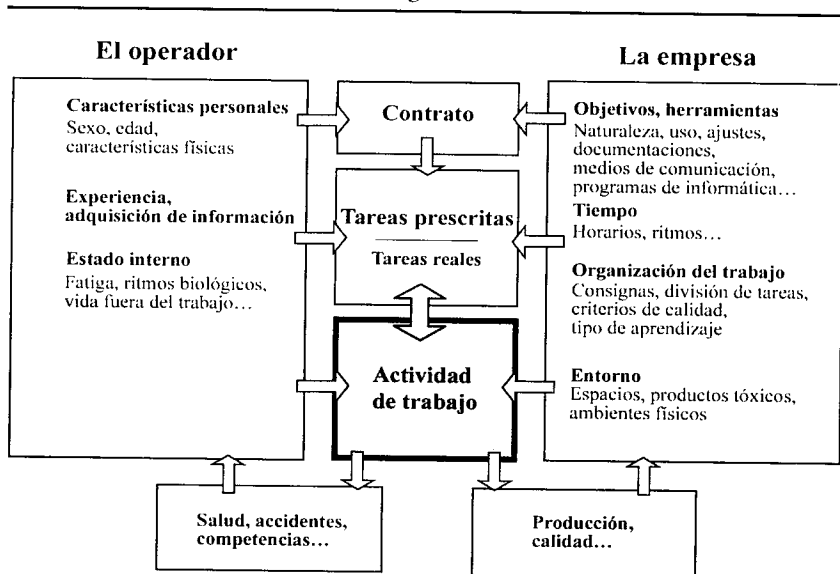 El operador
Características personales
Sexo, edad,
características físicas
Experiencia,
adquisición de información
Estado interno
Fatiga, ritmos biológicos,
vida fuera del trabajo...
Contrato
Tareas prescritas
Tareas reales
Actividad
de trabajo
La empresa
Objetivos, herramientas
Naturaleza, uso, ajustes,
documentaciones,
medios de comunicación,
programas de informática...
Tiempo
Horarios, ritmos...
Organización del trabajo
Consignas, división de tareas,
criterios de calidad,
tipo de aprendizaje
Entorno
Espacios, productos tóxicos,
ambientes físicos
Salud, accidentes,
competencias...
Producción,
calidad...